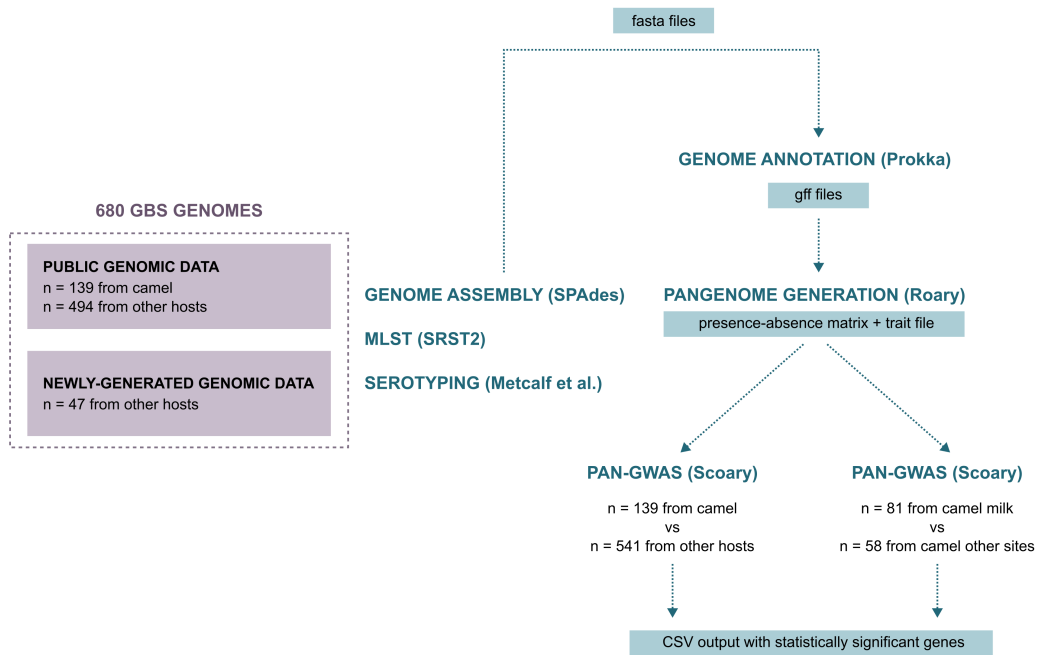 fasta files
GENOME ANNOTATION (Prokka)
gff files
680 GBS GENOMES
PUBLIC GENOMIC DATA
n = 139 from camel
n = 494 from other hosts
NEWLY-GENERATED GENOMIC DATA
n = 47 from other hosts
GENOME ASSEMBLY (SPAdes)
MLST (SRST2)
SEROTYPING (Metcalf et al.)
PANGENOME GENERATION (Roary)
presence-absence matrix + trait file
PAN-GWAS (Scoary)
n = 139 from camel
vs
n = 541 from other hosts
PAN-GWAS (Scoary)
n = 81 from camel milk
vs
n = 58 from camel other sites
CSV output with statistically significant genes